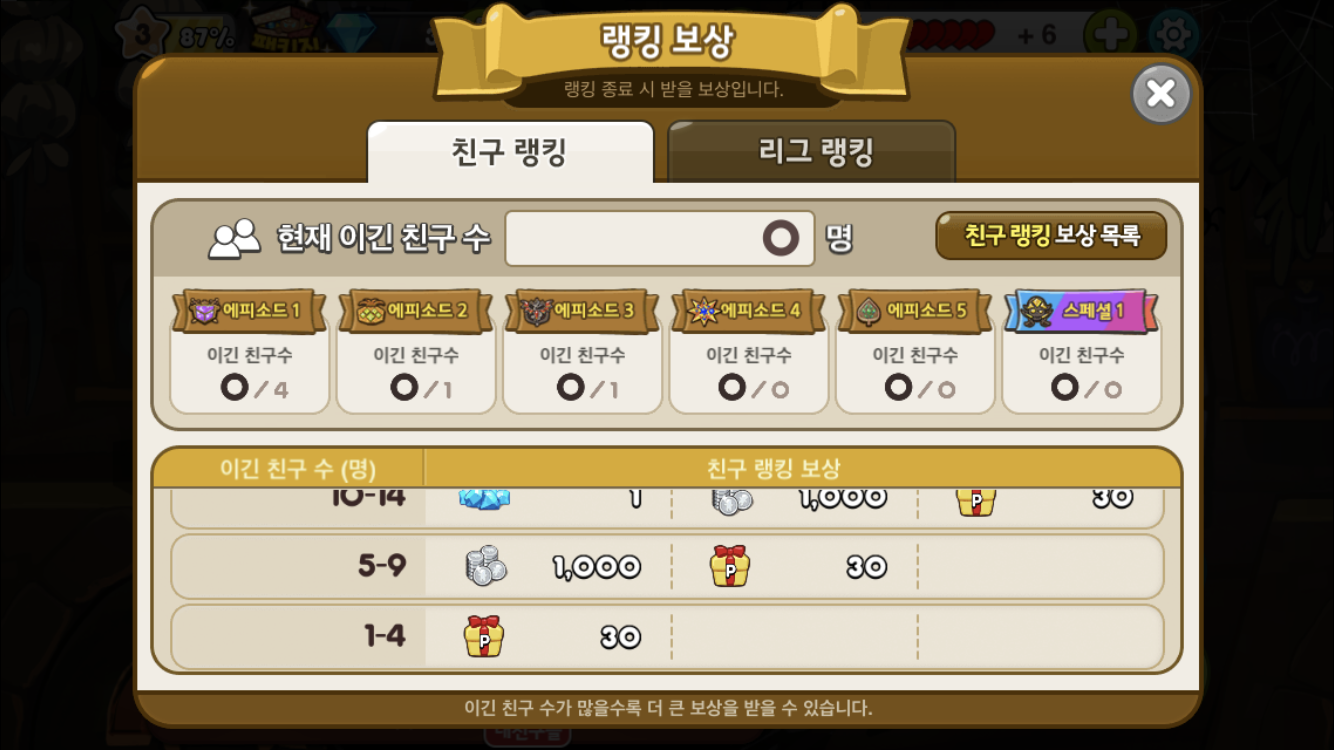 3
87%
패키지
랭킹 보상
+ 6
랭킹 종료 시 받을 보상입니다.
친구 랭킹
리그 랭킹
현재 이긴 친구 수
0
명
친구 랭킹 보상 목록
에피소드 1
에피소드 2
에피소드 3
에피소드 4
에피소드 5
스페셜 1
이긴 친구수
이긴 친구수
이긴 친구수
이긴 친구수
이긴 친구수
이긴 친구수
0/4
0/1
0/1
0/0
0/0
0/0
이긴 친구 수 (명)
친구 랭킹 보상
10-14
1
1,000
P
30
5-9
1,000
P
30
1-4
P
30
이긴 친구 수가 많을수록 더 큰 보상을 받을 수 있습니다.